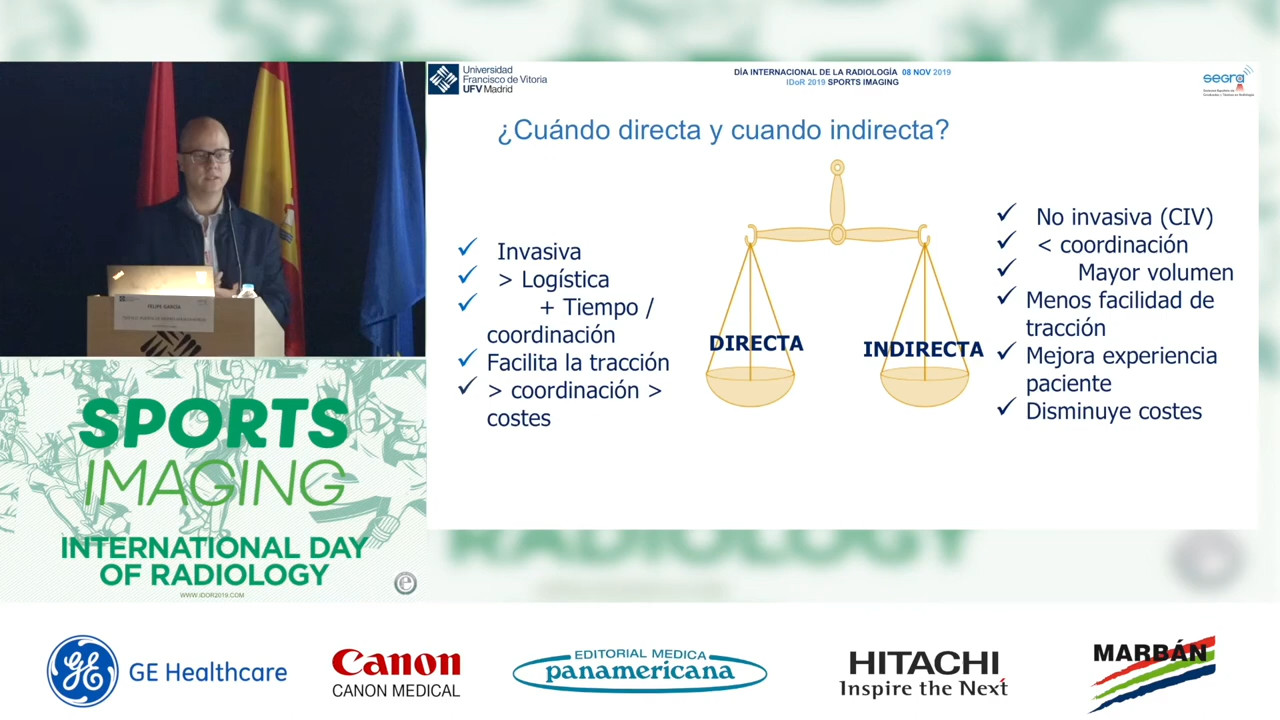 Universidad
Francisco de Vitoria
UFV Madrid
DÍA INTERNACIONAL DE LA RADIOLOGÍA 08 NOV 2019
IDoR 2019 SPORTS IMAGING
segra
¿Cuándo directa y cuando indirecta?
Invasiva
> Logística
+ Tiempo /
coordinación
Facilita la tracción
> coordinación >
costes
DIRECTA
INDIRECTA
No invasiva (CIV)
< coordinación
Mayor volumen
Menos facilidad de
tracción
Mejora experiencia
paciente
Disminuye costes
FELIPE GARCÍA
SPORTS
IMAGING
INTERNATIONAL DAY
OF RADIOLOGY
WWW.IDOR2019.COM
RADIOLOGY
GE Healthcare
Canon
CANON MEDICAL
EDITORIAL MEDICA
panamericana
HITACHI
Inspire the Next
MARBÁN